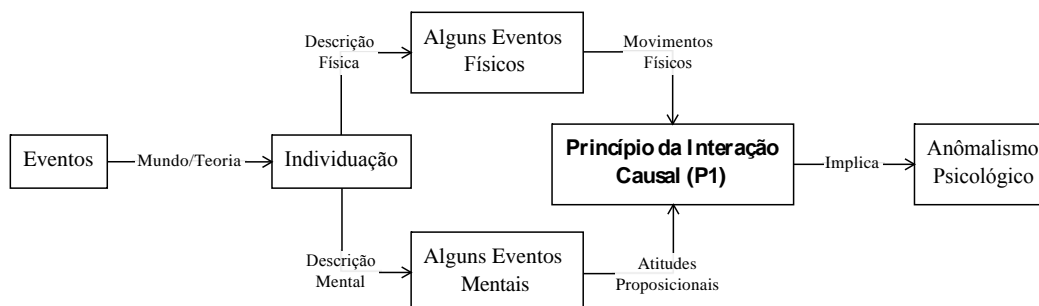 Eventos
Mundo/Teoria
Individuação
Descrição
Física
Alguns Eventos
Físicos
Movimentos
Físicos
Descrição
Mental
Alguns Eventos
Mentais
Atitudes
Proposicionais
Princípio da Interação
Causal (P1)
Implica
Anômalismo
Psicológico